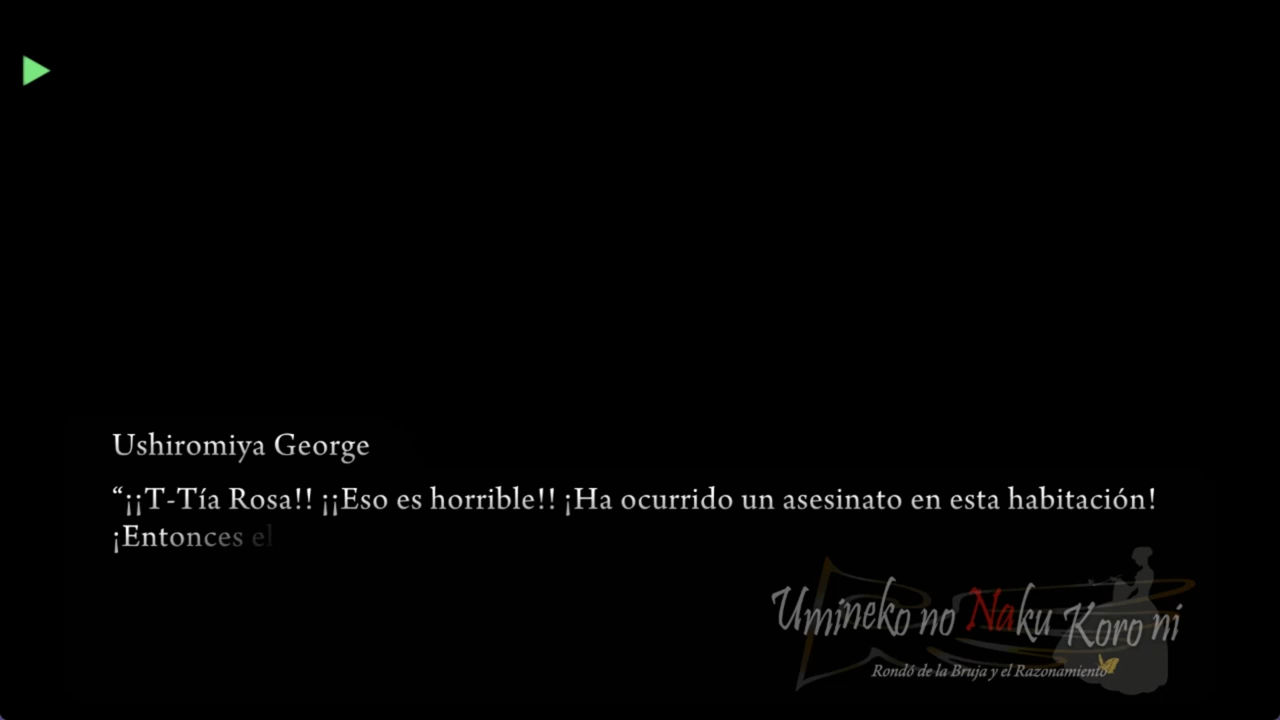 Ushiromiya George
“¡¡T-Tía Rosa!! ¡¡Eso es horrible!! ¡Ha ocurrido un asesinato en esta habitación!
¡Entonces el
Umineko no Naku Koro ni
Rondó de la Bruja y el Razonamiento